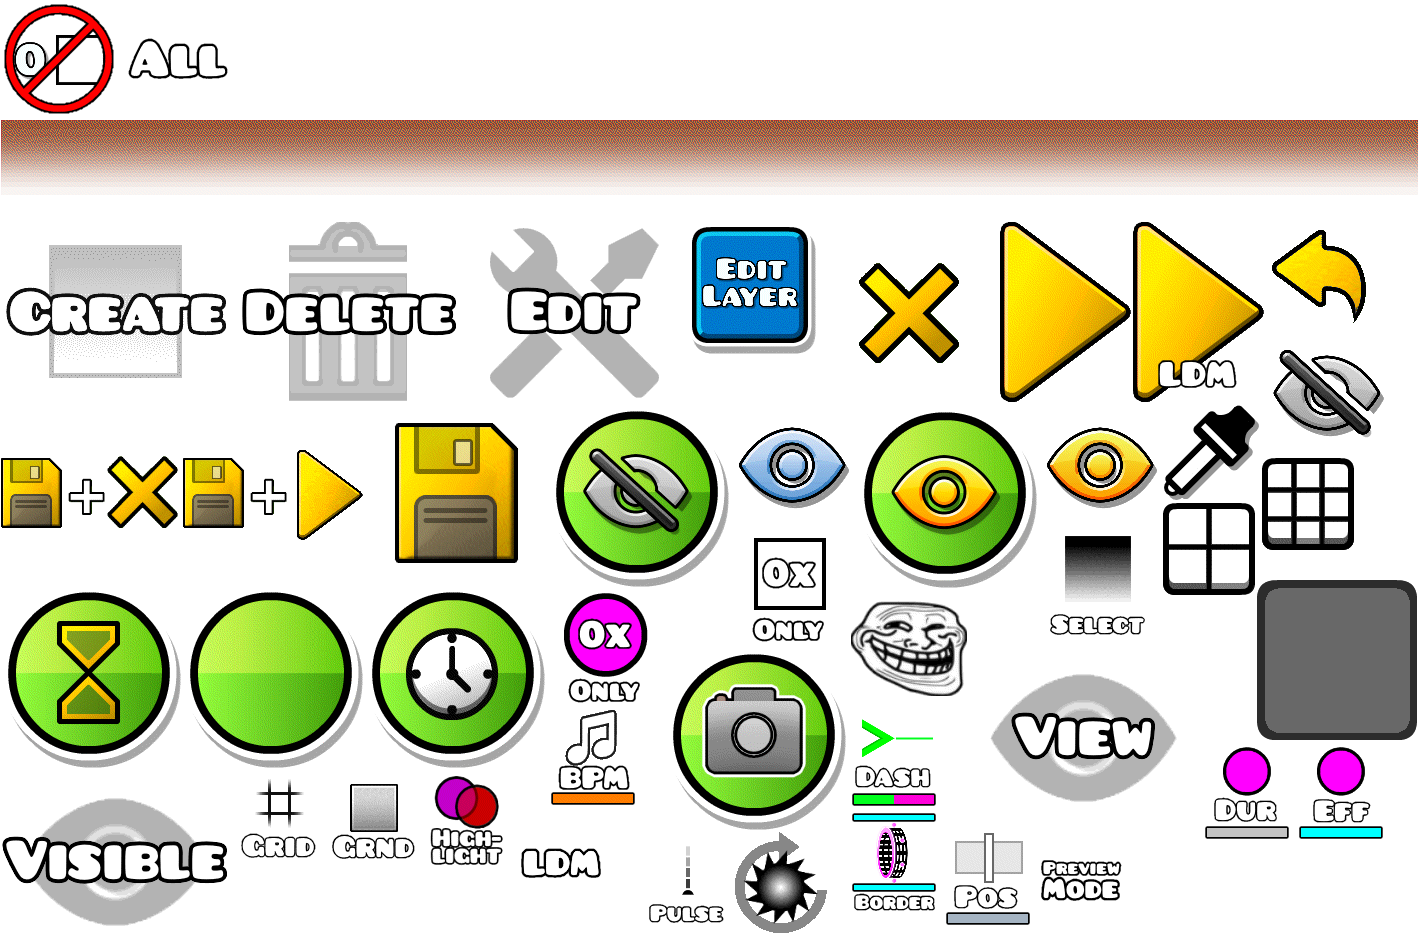 0
ALL
CREATE
DELETE
EDIT
EDIT
LAYER
LDM
+
+
0x
ONLY
0x
ONLY
SELECT
BPM
VIEW
DASH
DUR
EFF
VISIBLE
GRID
GRND
HIGH-
LIGHT
LDM
PULSE
BORDER
POS
PREVIEW
MODE